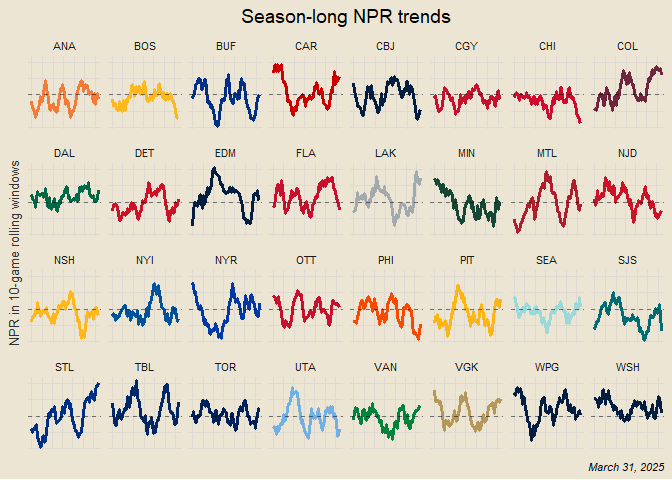 Season-long NPR trends
ANA BOS BUF CAR CBJ CGY CHI COL
DAL DET EDM FLA LAK MIN MTL NJD
NSH NYI NYR OTT PHI PIT SEA SJS
STL TBL TOR UTA VAN VGK WPG WSH
NPR in 10-game rolling windows
March 31, 2025